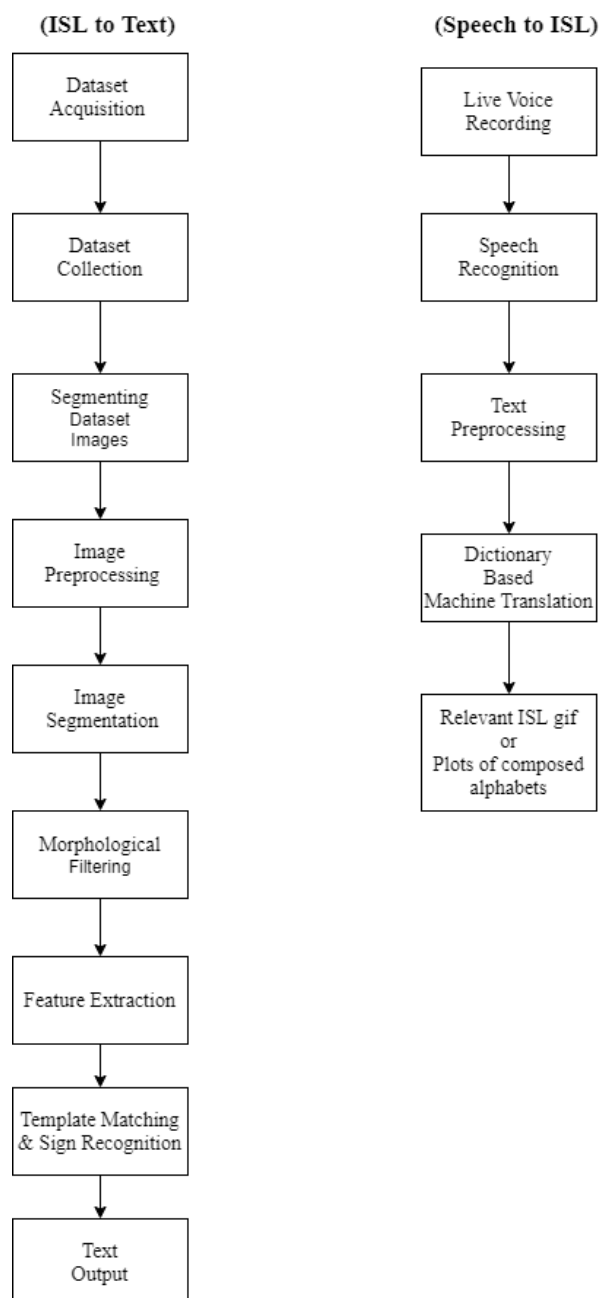 (ISL to Text)
Dataset
Acquisition
Dataset
Collection
Segmenting
Dataset
Images
Image
Preprocessing
Image
Segmentation
Morphological
Filtering
Feature Extraction
Template Matching
& Sign Recognition
Text
Output
(Speech to ISL)
Live Voice
Recording
Speech
Recognition
Text
Preprocessing
Dictionary
Based
Machine Translation
Relevant ISL gif
or
Plots of composed
alphabets